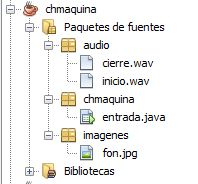 chmaquina
Paquetes de fuentes
audio
cierre.wav
inicio.wav
chmaquina
entrada.java
imagenes
fon.jpg
Bibliotecas